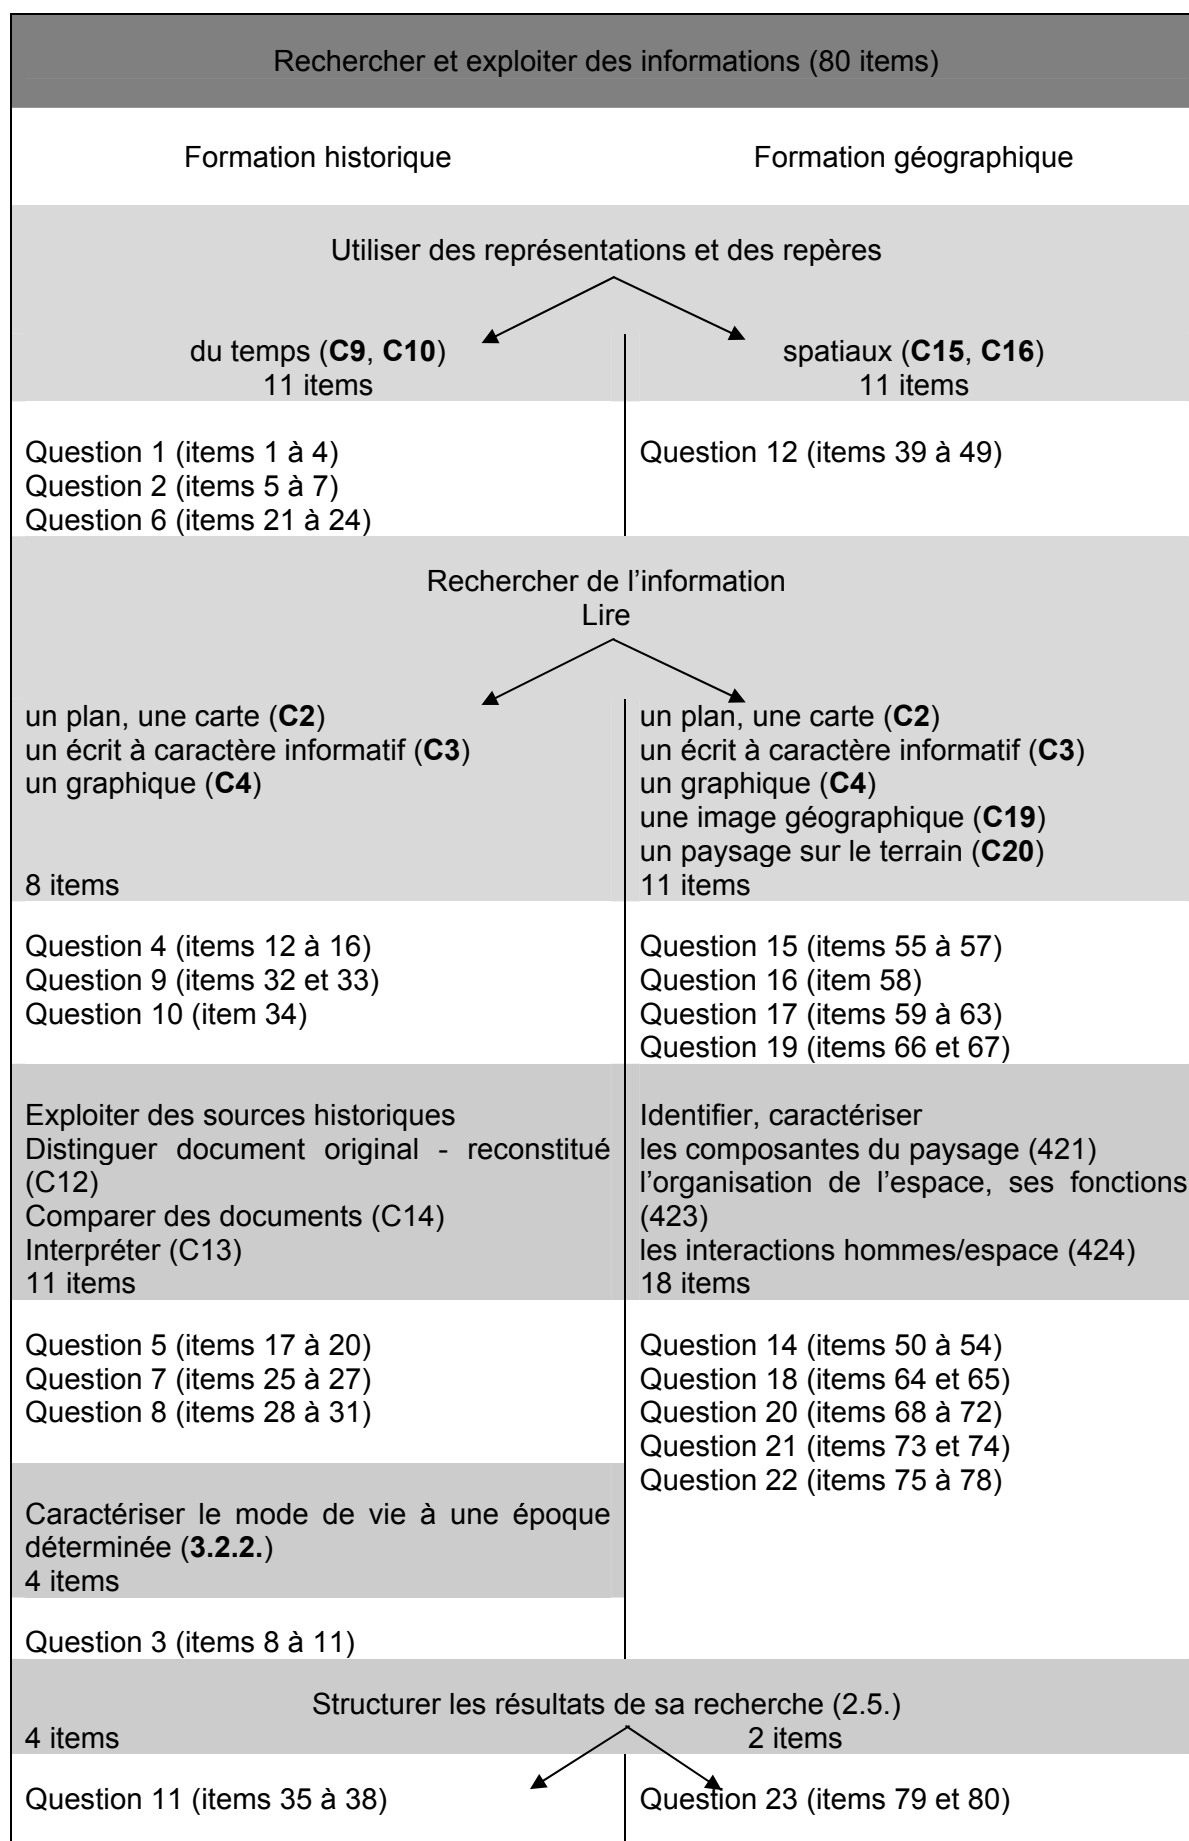 Rechercher et exploiter des informations (80 items)
Formation historique
Formation géographique
Utiliser des représentations et des repères
du temps (C9, C10)
11 items
spatiaux (C15, C16)
11 items
Question 1 (items 1 à 4)
Question 2 (items 5 à 7)
Question 6 (items 21 à 24)
Question 12 (items 39 à 49)
Rechercher de l’information
Lire
un plan, une carte (C2)
un écrit à caractère informatif (C3)
un graphique (C4)
8 items
un plan, une carte (C2)
un écrit à caractère informatif (C3)
un graphique (C4)
une image géographique (C19)
un paysage sur le terrain (C20)
11 items
Question 4 (items 12 à 16)
Question 9 (items 32 et 33)
Question 10 (item 34)
Question 15 (items 55 à 57)
Question 16 (item 58)
Question 17 (items 59 à 63)
Question 19 (items 66 et 67)
Exploiter des sources historiques
Distinguer document original - reconstitué
(C12)
Comparer des documents (C14)
Interpréter (C13)
11 items
Identifier, caractériser
les composantes du paysage (421)
l’organisation de l’espace, ses fonctions
(423)
les interactions hommes/espace (424)
18 items
Question 5 (items 17 à 20)
Question 7 (items 25 à 27)
Question 8 (items 28 à 31)
Question 14 (items 50 à 54)
Question 18 (items 64 et 65)
Question 20 (items 68 à 72)
Question 21 (items 73 et 74)
Question 22 (items 75 à 78)
Caractériser le mode de vie à une époque
déterminée (3.2.2.)
4 items
Question 3 (items 8 à 11)
Structurer les résultats de sa recherche (2.5.)
4 items
2 items
Question 11 (items 35 à 38)
Question 23 (items 79 et 80)